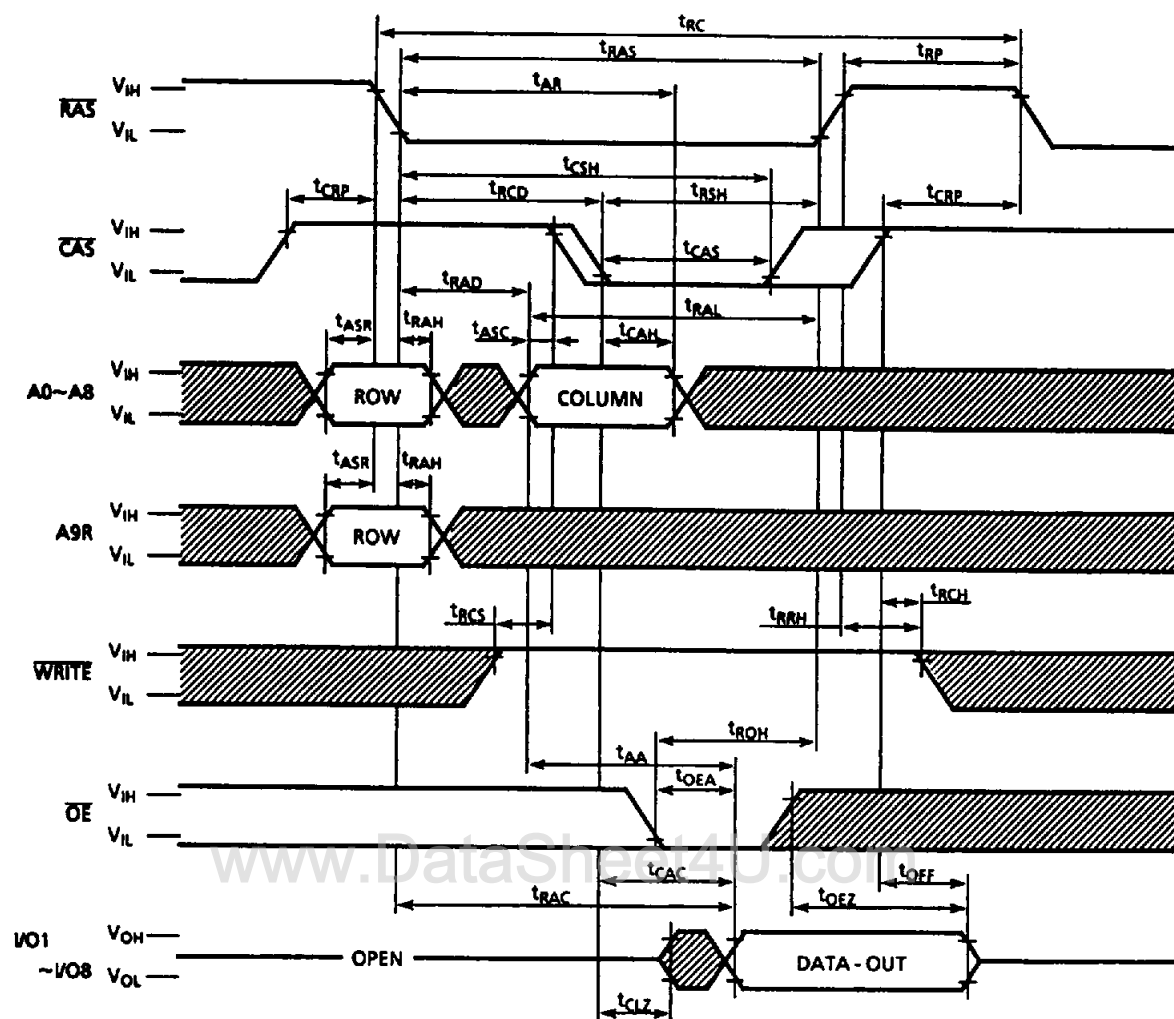 tRC
tRAS tRP
tAR
RAS VIH
VIL
tCSH
tCRP tRCD tRSH tCRP
CAS VIH
VIL
tCAS
tRAD
tRAL
tASR tRAH tASC tCAH
A0~A8 VIH
VIL
ROW COLUMN
tASR tRAH
A9R VIH
VIL
ROW
tRCH
tRCS tRRH
WRITE VIH
VIL
tROH
tAA
tOEA
OE VIH
VIL
www.DataSheet4U.com
tCAC tOFF
tRAC tOEZ
I/O1
~I/O8
VOH
VOL
OPEN DATA-OUT
tCLZ